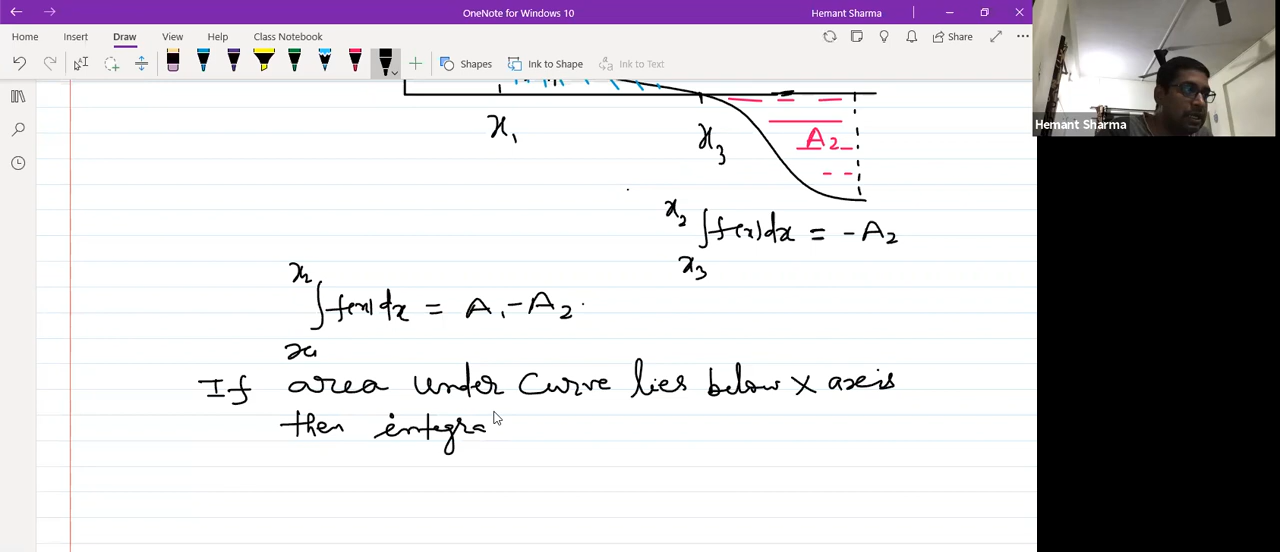 OneNote for Windows 10
Hemant Sharma
Home Insert Draw View Help Class Notebook
Share
Shapes Ink to Shape Ink to Text
Hemant Sharma
x₁
x₃
A₂
x₂
∫f(x)dx = -A₂
x₃
x₂
∫f(x)dx = A₁-A₂
x₁
If area under Curve lies below X axis
then integra